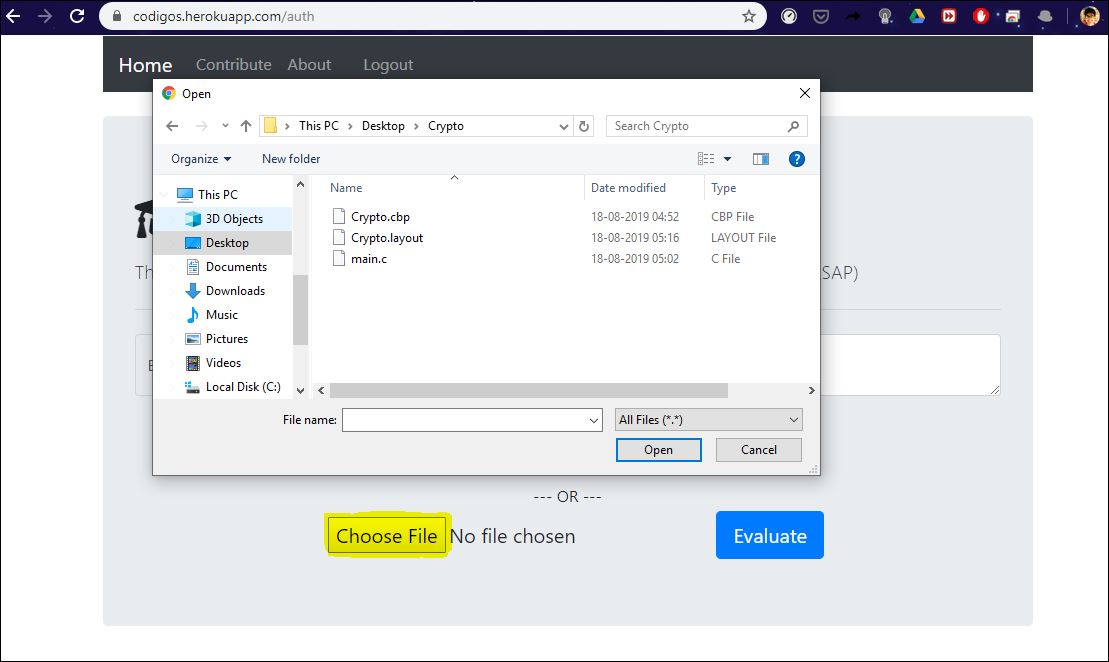 codigos.herokuapp.com/auth
Home Contribute About Logout
Open
This PC > Desktop > Crypto
Search Crypto
Organize New folder
Name Date modified Type
This PC
3D Objects
Desktop
Documents
Downloads
Music
Pictures
Videos
Local Disk (C:)
Crypto.cbp 18-08-2019 04:52 CBP File
Crypto.layout 18-08-2019 05:16 LAYOUT File
main.c 18-08-2019 05:02 C File
Th
SAP)
File name: All Files (*.*)
Open Cancel
--- OR ---
Choose File No file chosen Evaluate